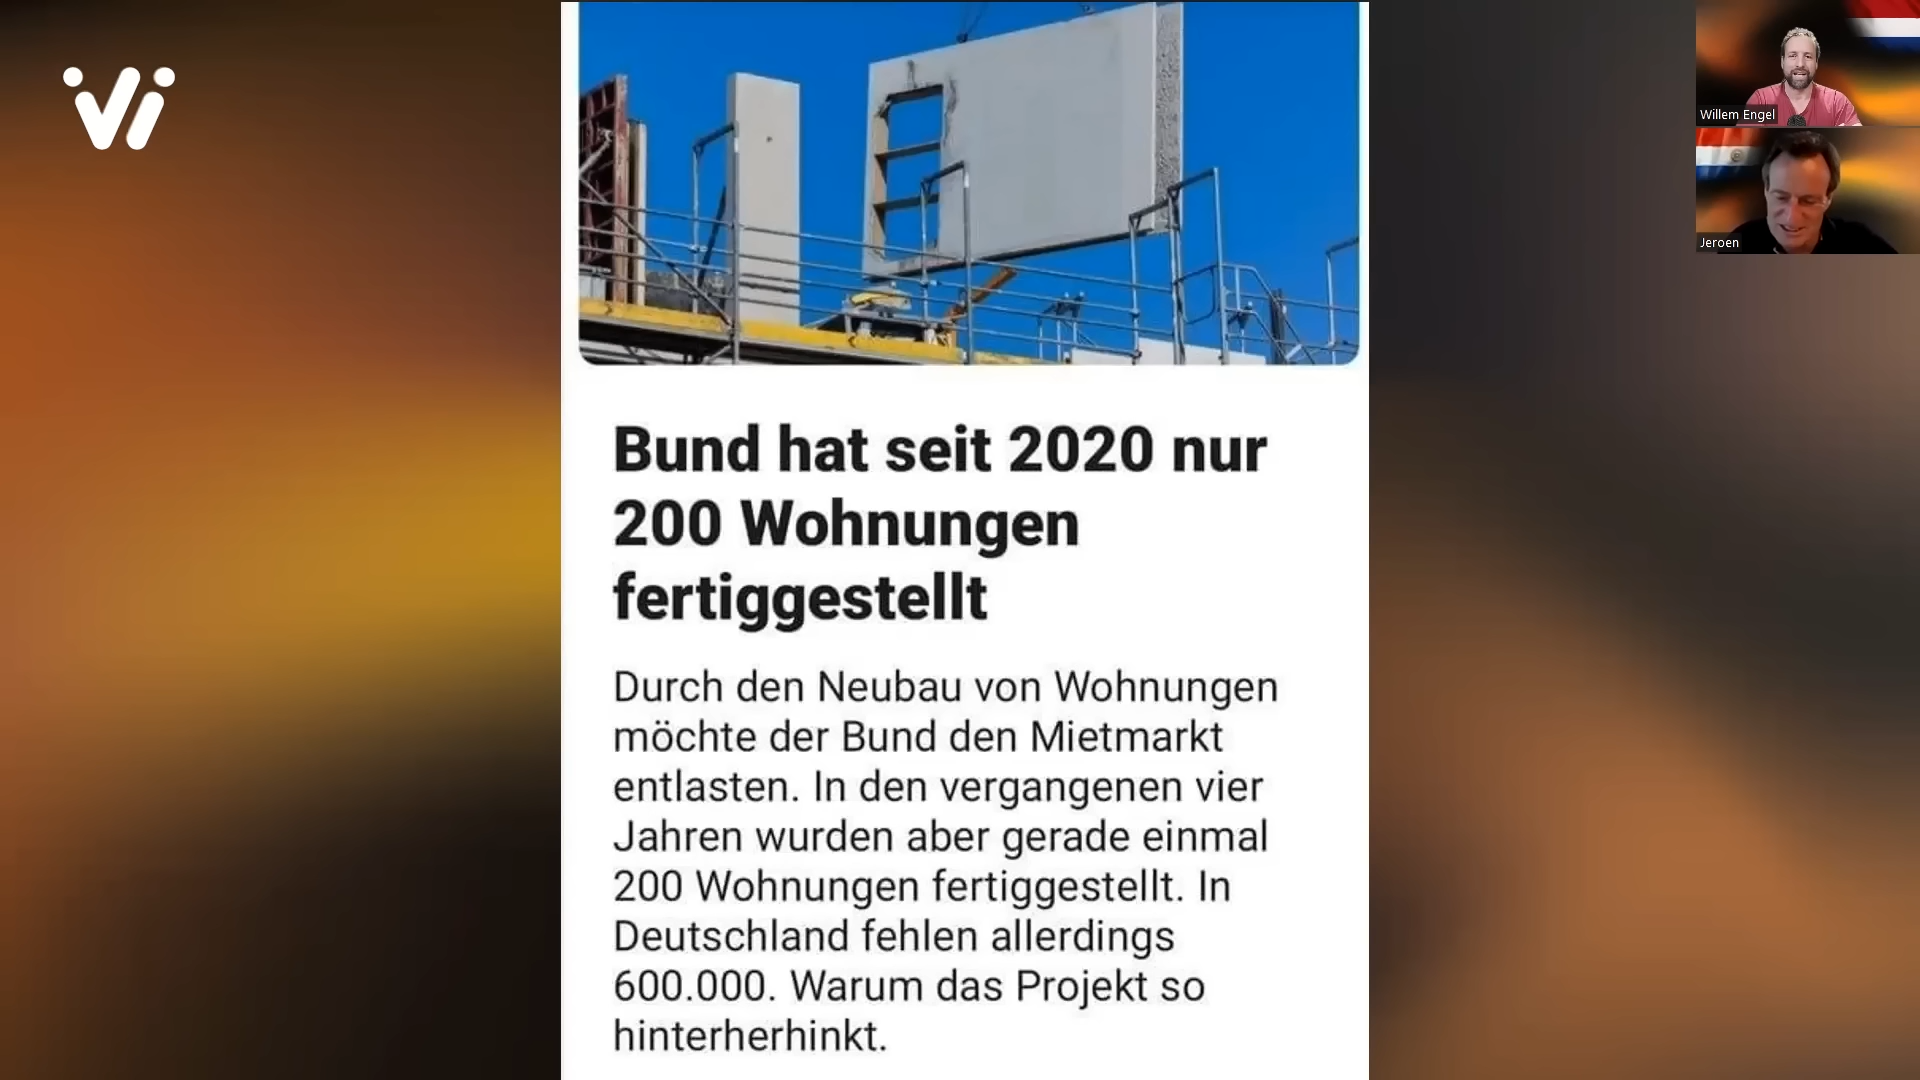 Vi
Willem Engel
Jeroen
Bund hat seit 2020 nur
200 Wohnungen
fertiggestellt
Durch den Neubau von Wohnungen
möchte der Bund den Mietmarkt
entlasten. In den vergangenen vier
Jahren wurden aber gerade einmal
200 Wohnungen fertiggestellt. In
Deutschland fehlen allerdings
600.000. Warum das Projekt so
hinterherhinkt.